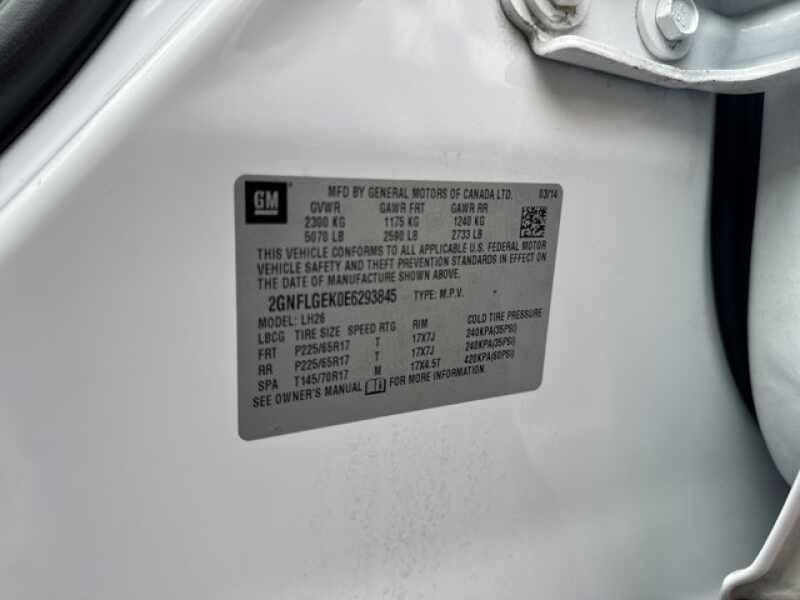 GM MFD BY GENERAL MOTORS OF CANADA LTD. 03/14
GVWR GAWR FRT GAWR RR
2300 KG 1175 KG 1240 KG
5070 LB 2590 LB 2733 LB
THIS VEHICLE CONFORMS TO ALL APPLICABLE U.S. FEDERAL MOTOR
VEHICLE SAFETY AND THEFT PREVENTION STANDARDS IN EFFECT ON
THE DATE OF MANUFACTURE SHOWN ABOVE.
2GNFLGEK0E6293845 TYPE: M.P.V.
MODEL: LH26
LBCG TIRE SIZE SPEED RTG RIM COLD TIRE PRESSURE
FRT P225/65R17 T 17X7J 240KPA(35PSI)
RR P225/65R17 T 17X7J 240KPA(35PSI)
SPA T145/70R17 M 17X4.5T 420KPA(60PSI)
SEE OWNER'S MANUAL FOR MORE INFORMATION.